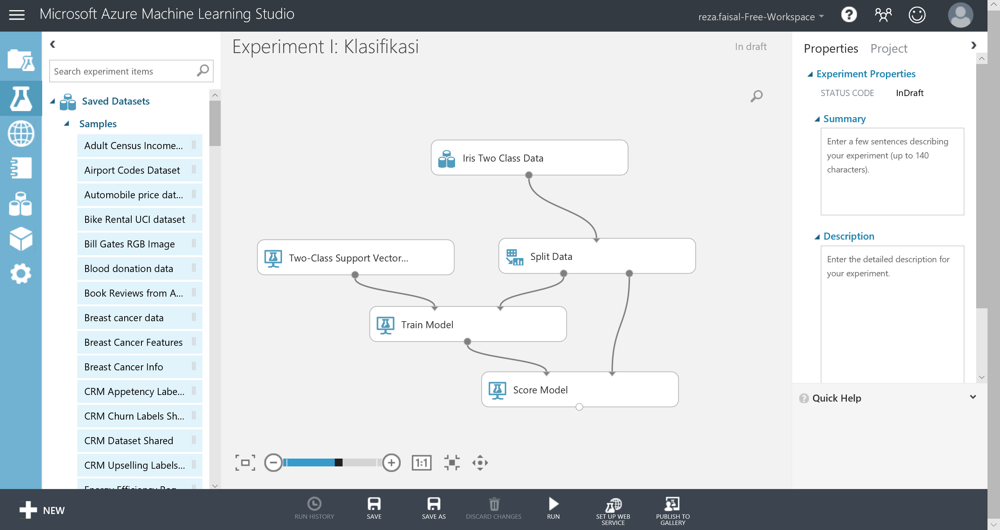 Microsoft Azure Machine Learning Studio
reza.faisal-Free-Workspace
Search experiment items
Saved Datasets
Samples
Adult Census Income...
Airport Codes Dataset
Automobile price dat...
Bike Rental UCI dataset
Bill Gates RGB Image
Blood donation data
Book Reviews from A...
Breast cancer data
Breast Cancer Features
Breast Cancer Info
CRM Appetency Labe...
CRM Churn Labels Sh...
CRM Dataset Shared
CRM Upselling Labels...
Energy Efficiency Reg
Experiment I: Klasifikasi
In draft
Iris Two Class Data
Two-Class Support Vector...
Split Data
Train Model
Score Model
1:1
Properties Project
Experiment Properties
STATUS CODE InDraft
Summary
Enter a few sentences describing
your experiment (up to 140
characters).
Description
Enter the detailed description for
your experiment.
Quick Help
NEW
RUN HISTORY
SAVE
SAVE AS
DISCARD CHANGES
RUN
SET UP WEB
SERVICE
PUBLISH TO
GALLERY